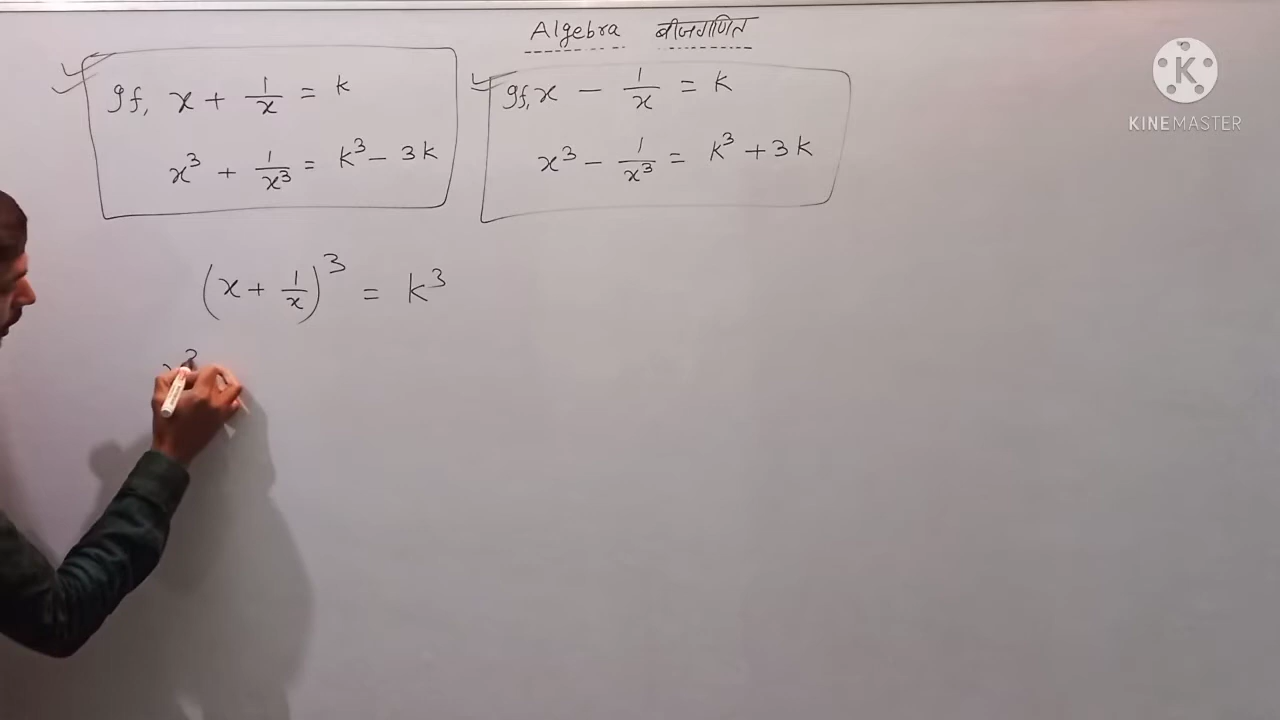 Algebra बीजगणित
If, x + 1/x = k
x³ + 1/x³ = k³ - 3k
If, x - 1/x = k
x³ - 1/x³ = k³ + 3k
(x + 1/x)³ = k³
K
KINEMASTER